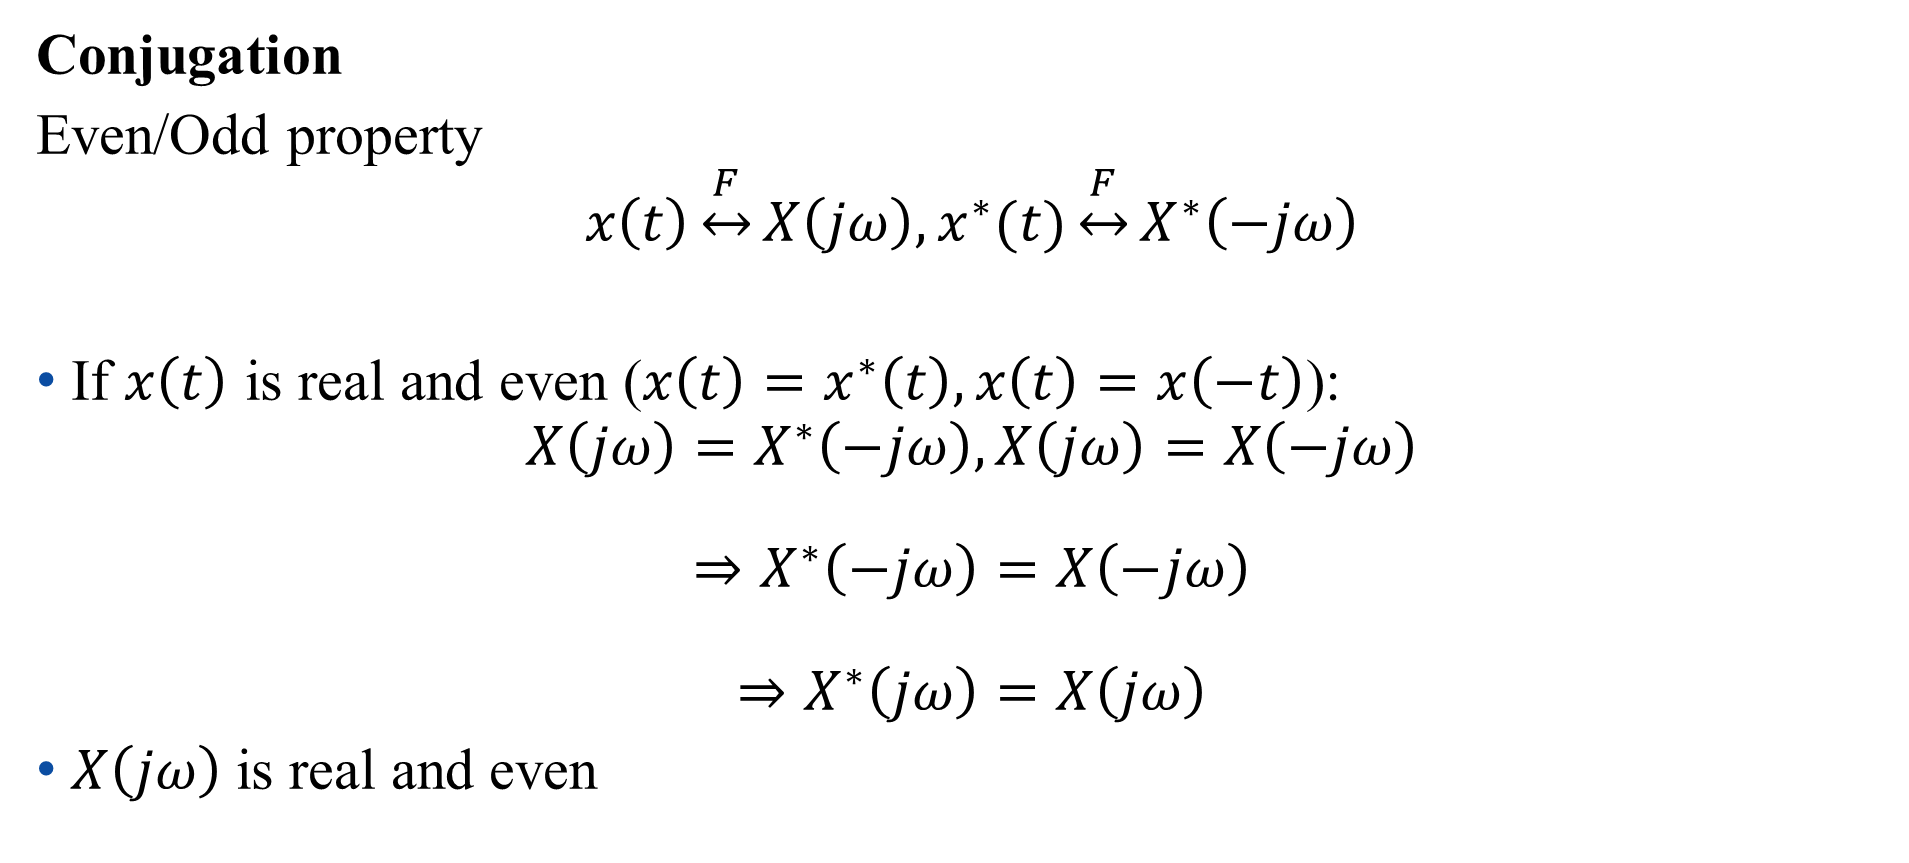 Conjugation
Even/Odd property
x(t) F↔ X(jω), x*(t) F↔ X*(−jω)
• If x(t) is real and even (x(t) = x*(t), x(t) = x(−t)):
X(jω) = X*(−jω), X(jω) = X(−jω)
⇒ X*(−jω) = X(−jω)
⇒ X*(jω) = X(jω)
• X(jω) is real and even